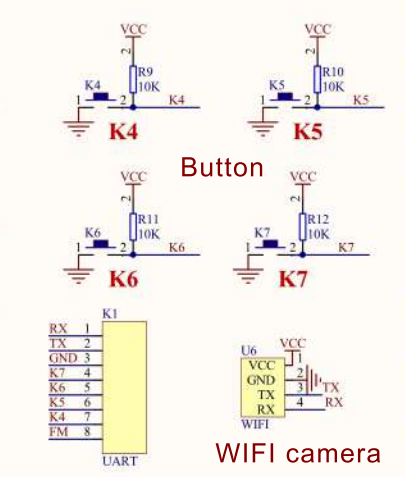 VCC
VCC
2
2
R9
R10
K4
10K
K5
10K
1
2
K4
1
2
K5
K4
K5
Button
VCC
VCC
2
2
R11
R12
K6
10K
K7
10K
1
2
K6
1
2
K7
K6
K7
K1
RX 1
TX 2
GND 3
K7 4
K6 5
K5 6
K4 7
FM 8
UART
U6
VCC
VCC 1
GND 2
TX 3 TX
RX 4 RX
WIFI
WIFI camera